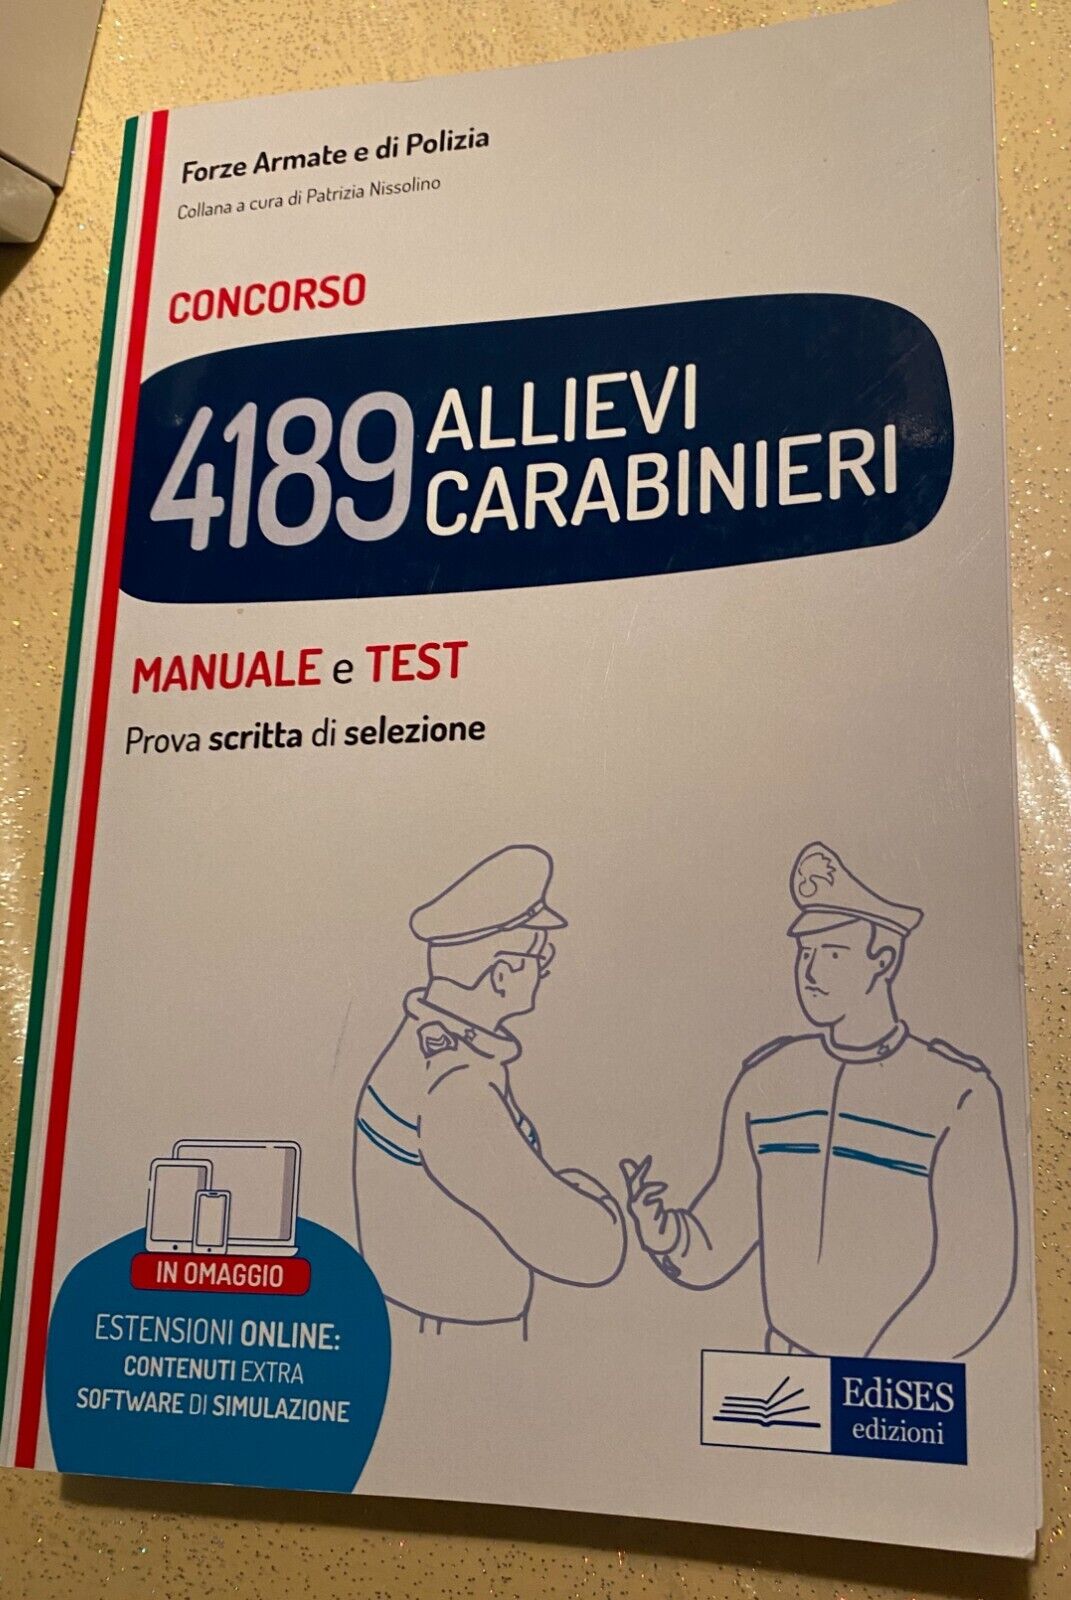 Forze Armate e di Polizia
Collana a cura di Patrizia Nissolino
CONCORSO
4189 ALLIEVI
CARABINIERI
MANUALE e TEST
Prova scritta di selezione
IN OMAGGIO
ESTENSIONI ONLINE:
CONTENUTI EXTRA
SOFTWARE DI SIMULAZIONE
EdiSES
edizioni